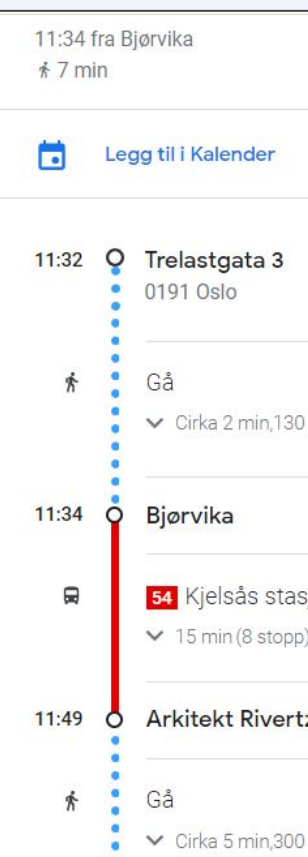 11:34 fra Bjørvika
7 min
Legg til i Kalender
11:32 Trelastgata 3
0191 Oslo
Gå
Cirka 2 min,130
11:34 Bjørvika
54 Kjelsås stas
15 min (8 stopp)
11:49 Arkitekt Rivertz
Gå
Cirka 5 min,300